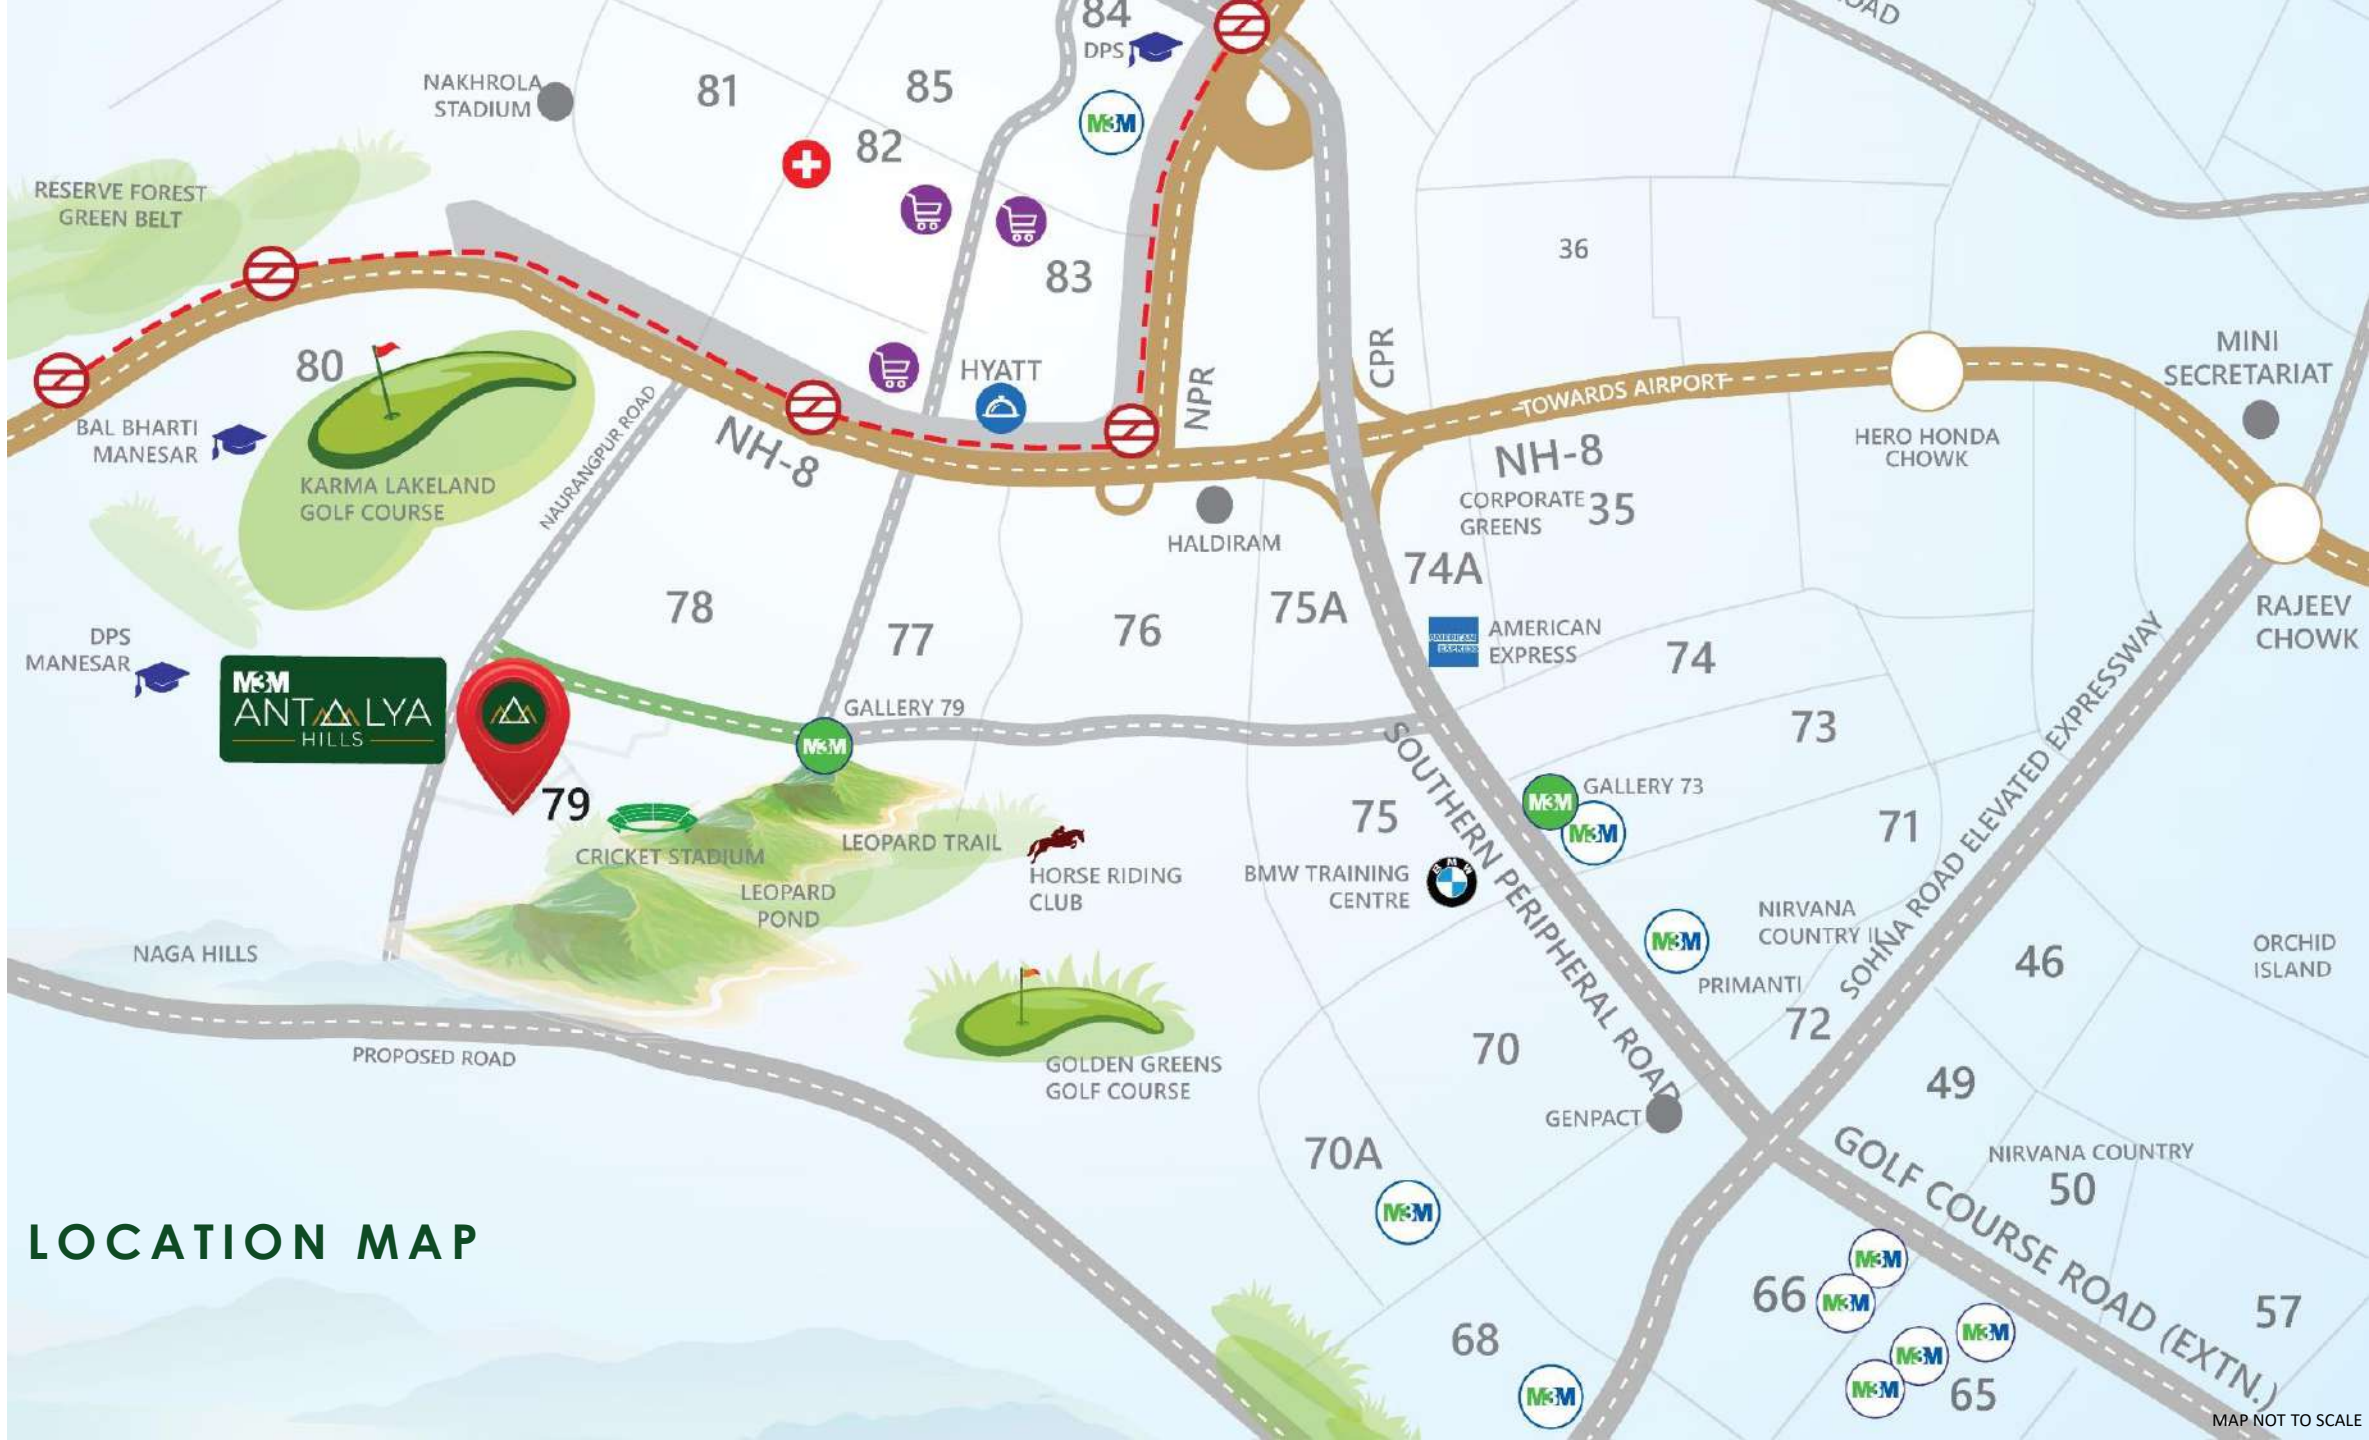 OAD
84
DPS
NAKHROLA
STADIUM
81
85
82
M3M
RESERVE FOREST
GREEN BELT
83
36
80
HYATT
NPR
CPR
TOWARDS AIRPORT
MINI
SECRETARIAT
BAL BHARTI
MANESAR
NAURANGPUR ROAD
NH-8
NH-8
HERO HONDA
CHOWK
KARMA LAKELAND
GOLF COURSE
CORPORATE
GREENS
35
HALDIRAM
74A
78
77
76
75A
AMERICAN
EXPRESS
AMERICAN
EXPRESS
74
RAJEEV
CHOWK
DPS
MANESAR
M3M
ANTALYA
HILLS
GALLERY 79
M3M
73
SOUTHERN PERIPHERAL ROAD
SOHNA ROAD ELEVATED EXPRESSWAY
79
CRICKET STADIUM
LEOPARD TRAIL
LEOPARD
POND
HORSE RIDING
CLUB
75
GALLERY 73
M3M
M3M
71
BMW TRAINING
CENTRE
BMW
NIRVANA
COUNTRY II
M3M
PRIMANTI
72
46
ORCHID
ISLAND
NAGA HILLS
PROPOSED ROAD
GOLDEN GREENS
GOLF COURSE
70
GENPACT
49
70A
M3M
NIRVANA COUNTRY
50
GOLF COURSE ROAD (EXTN.)
LOCATION MAP
M3M
66
M3M
57
68
M3M
M3M
M3M
M3M
65
MAP NOT TO SCALE